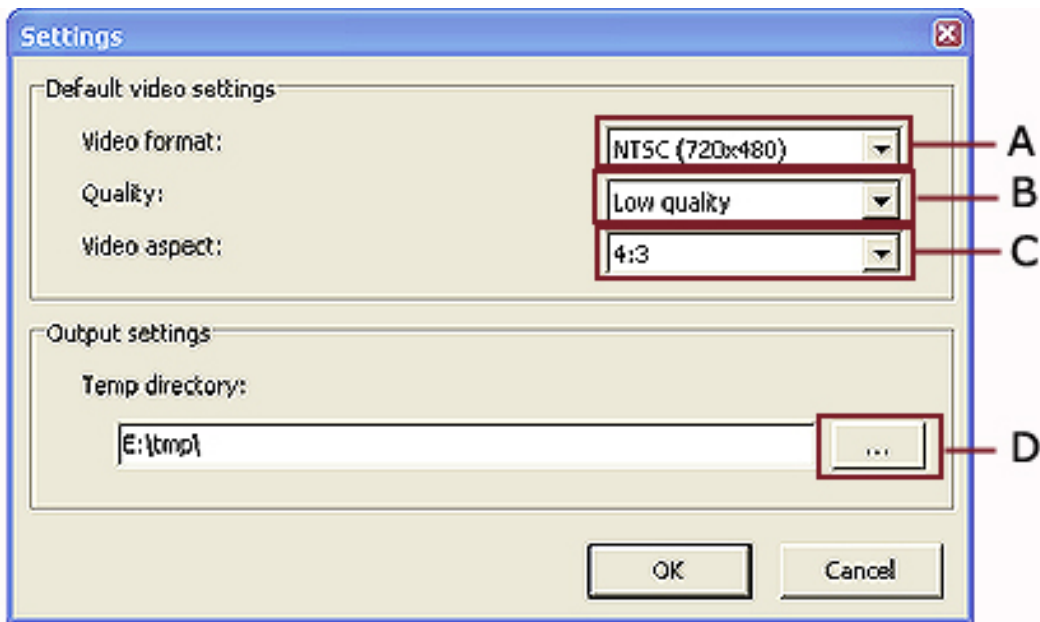 Settings
Default video settings
Video format: NTSC (720x480) A
Quality: Low quality B
Video aspect: 4:3 C
Output settings
Temp directory:
E:\tmp\ ... D
OK Cancel